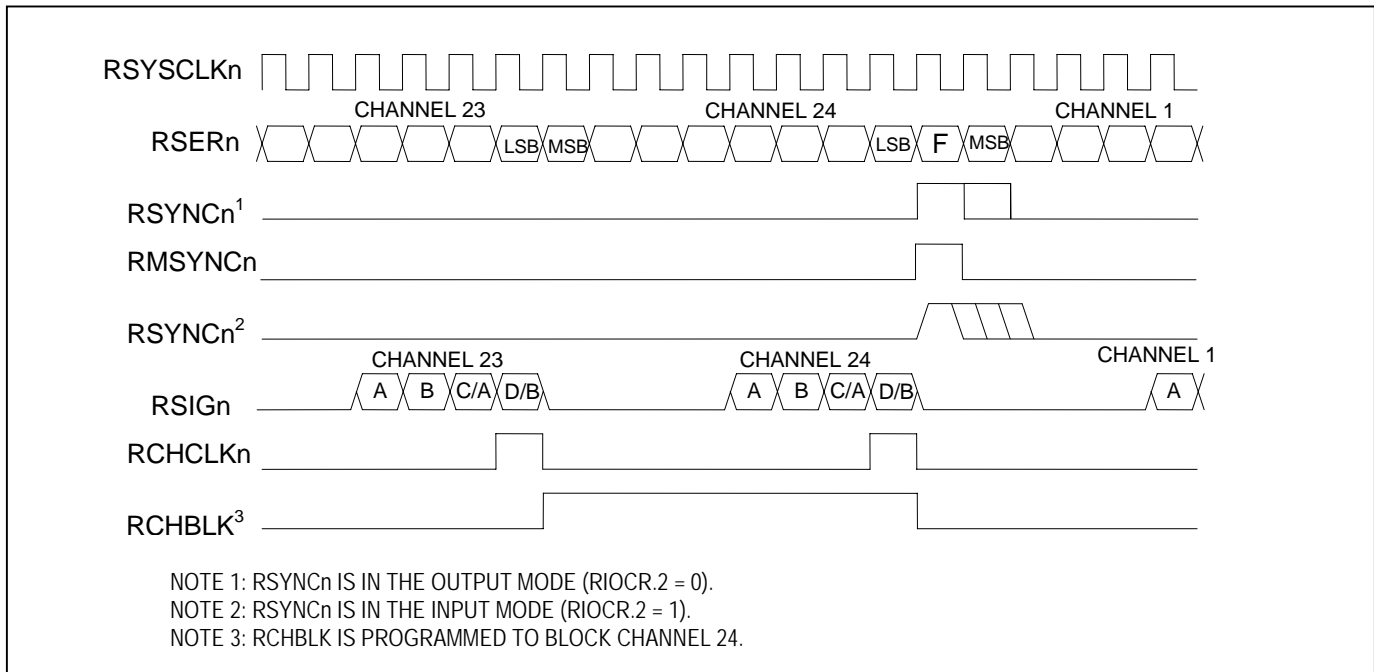 RSYSCLKn
CHANNEL 23 CHANNEL 24 CHANNEL 1
RSERn LSB MSB LSB F MSB
RSYNCn1
RMSYNCn
RSYNCn2
CHANNEL 23 CHANNEL 24 CHANNEL 1
RSIGn A B C/A D/B A B C/A D/B A
RCHCLKn
RCHBLK3
NOTE 1: RSYNCn IS IN THE OUTPUT MODE (RIOCR.2 = 0).
NOTE 2: RSYNCn IS IN THE INPUT MODE (RIOCR.2 = 1).
NOTE 3: RCHBLK IS PROGRAMMED TO BLOCK CHANNEL 24.